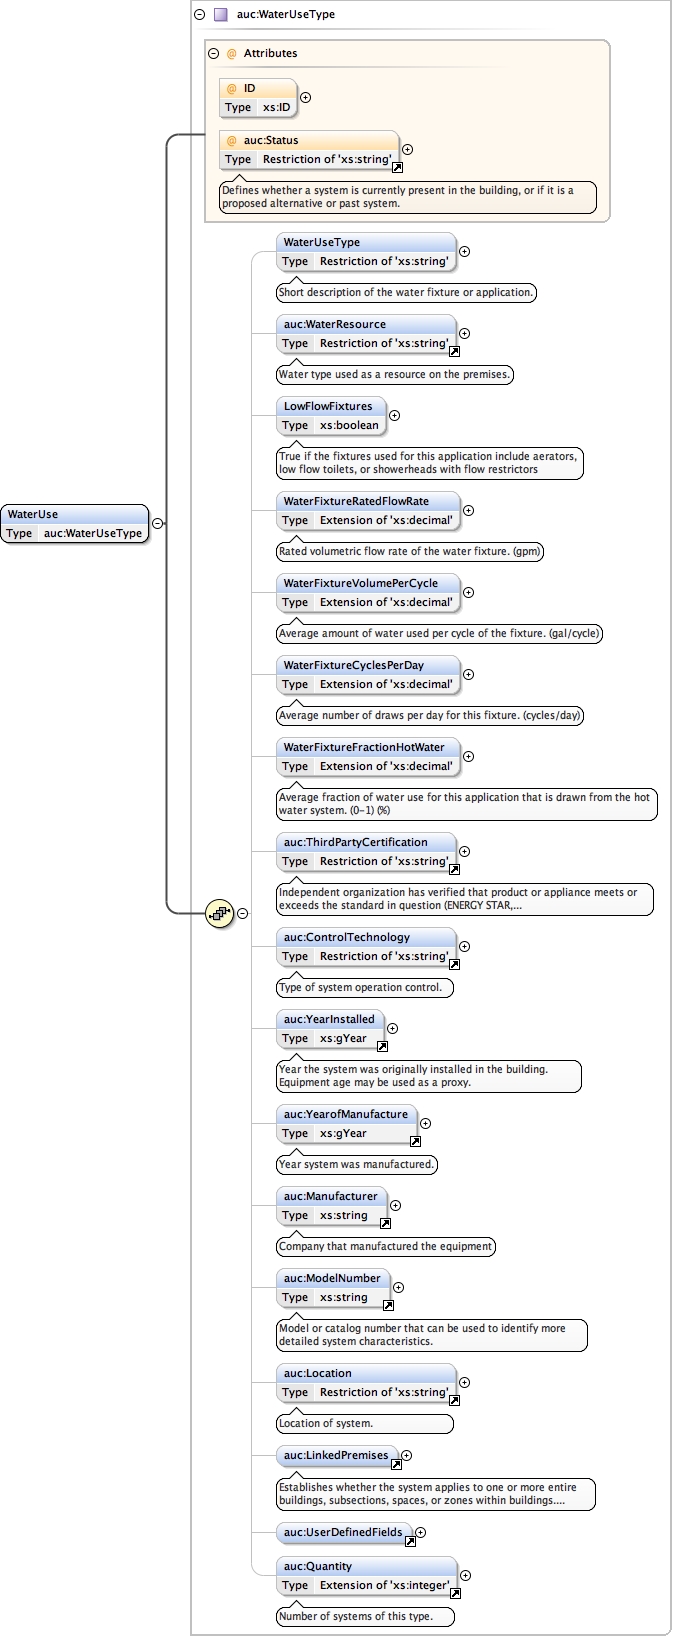 auc:WaterUseType
@ Attributes
@ ID
Type xs:ID
@ auc:Status
Type Restriction of 'xs:string'
Defines whether a system is currently present in the building, or if it is a
proposed alternative or past system.
WaterUseType
Type Restriction of 'xs:string'
Short description of the water fixture or application.
auc:WaterResource
Type Restriction of 'xs:string'
Water type used as a resource on the premises.
LowFlowFixtures
Type xs:boolean
True if the fixtures used for this application include aerators,
low flow toilets, or showerheads with flow restrictors
WaterFixtureRatedFlowRate
Type Extension of 'xs:decimal'
Rated volumetric flow rate of the water fixture. (gpm)
WaterUse
Type auc:WaterUseType
WaterFixtureVolumePerCycle
Type Extension of 'xs:decimal'
Average amount of water used per cycle of the fixture. (gal/cycle)
WaterFixtureCyclesPerDay
Type Extension of 'xs:decimal'
Average number of draws per day for this fixture. (cycles/day)
WaterFixtureFractionHotWater
Type Extension of 'xs:decimal'
Average fraction of water use for this application that is drawn from the hot
water system. (0-1) (%)
auc:ThirdPartyCertification
Type Restriction of 'xs:string'
Independent organization has verified that product or appliance meets or
exceeds the standard in question (ENERGY STAR,...
auc:ControlTechnology
Type Restriction of 'xs:string'
Type of system operation control.
auc:YearInstalled
Type xs:gYear
Year the system was originally installed in the building.
Equipment age may be used as a proxy.
auc:YearofManufacture
Type xs:gYear
Year system was manufactured.
auc:Manufacturer
Type xs:string
Company that manufactured the equipment
auc:ModelNumber
Type xs:string
Model or catalog number that can be used to identify more
detailed system characteristics.
auc:Location
Type Restriction of 'xs:string'
Location of system.
auc:LinkedPremises
Establishes whether the system applies to one or more entire
buildings, subsections, spaces, or zones within buildings....
auc:UserDefinedFields
auc:Quantity
Type Extension of 'xs:integer'
Number of systems of this type.